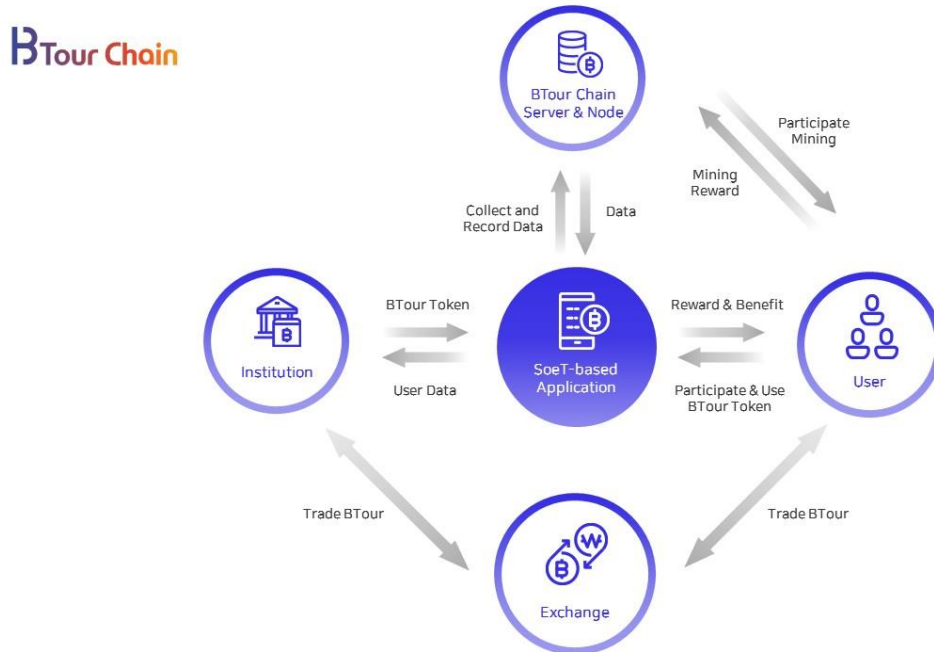 BTour Chain
BTour Chain
Server & Node
Participate
Mining
Mining
Reward
Collect and
Record Data
Data
BTour Token
Reward & Benefit
Institution
SoeT-based
Application
User
User Data
Participate & Use
BTour Token
Trade BTour
Trade BTour
Exchange